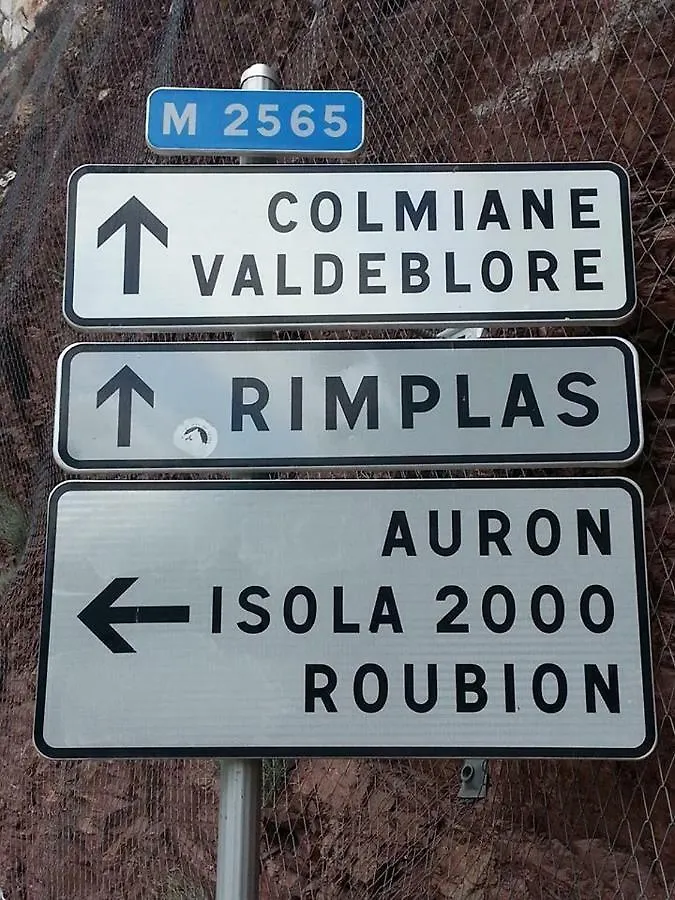 M 2565
COLMIANE
VALDEBLORE
RIMPLAS
AURON
ISOLA 2000
ROUBION